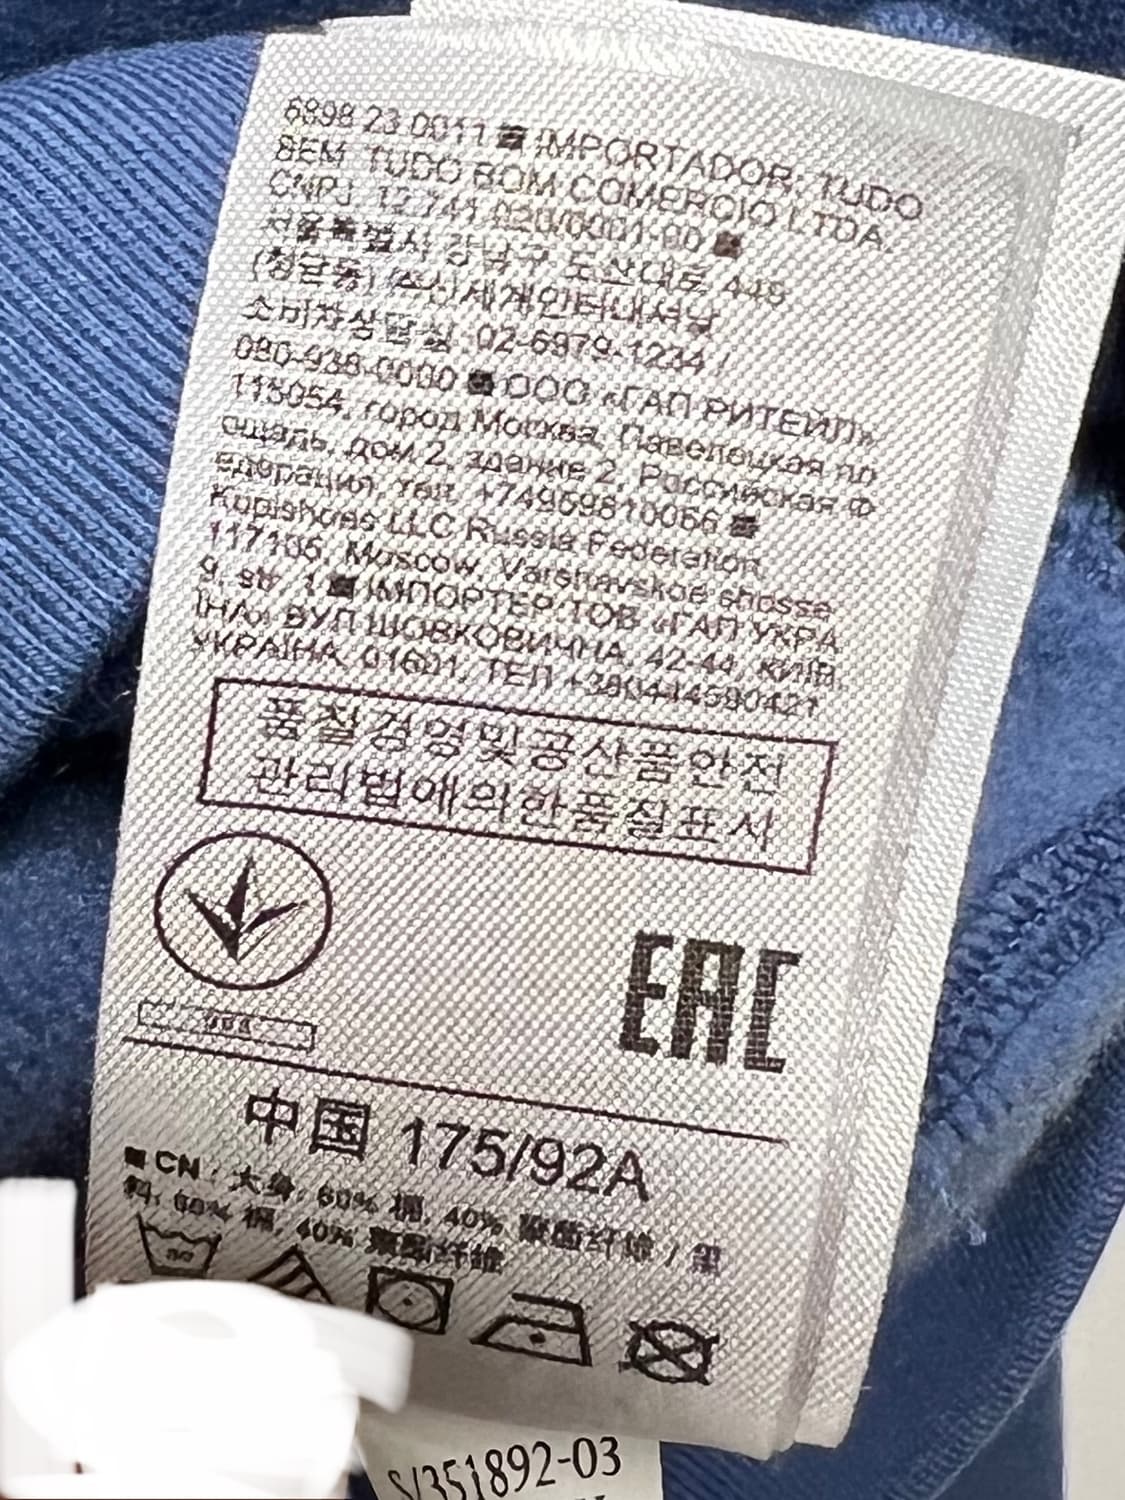 6898 23 0011 ■ IMPORTADOR: TUDO
BEM TUDO BOM COMERCIO LTDA.
CNPJ 12.741.020/0001-00 ■
서울특별시 강남구 도산대로 449
(청담동) (주)신세계인터내셔날
소비자상담실 :02-6979-1234 /
080-938-0000 ■ ООО «ГАП РИТЕЙЛ»
115054, город Москва, Павелецкая пл
ощадь, дом 2, здание 2, Российская Ф
едерация, тел. +74959810066 ■
Kupishoes LLC Russia Federation,
117105, Moscow, Varshavskoe shosse,
9, str. 1 ■ ІМПОРТЕР:ТОВ «ГАП УКРА
ЇНА» ВУЛ ШОВКОВИЧНА, 42-44, КИЇВ,
УКРАЇНА, 01601, ТЕЛ +380444590421
품질경영및공산품안전
관리법에의한품질표시
EAC
中国 175/92A
■ CN : 大身: 60% 棉, 40% 聚酯纤维 / 里
料: 60% 棉, 40% 聚酯纤维
S/351892-03